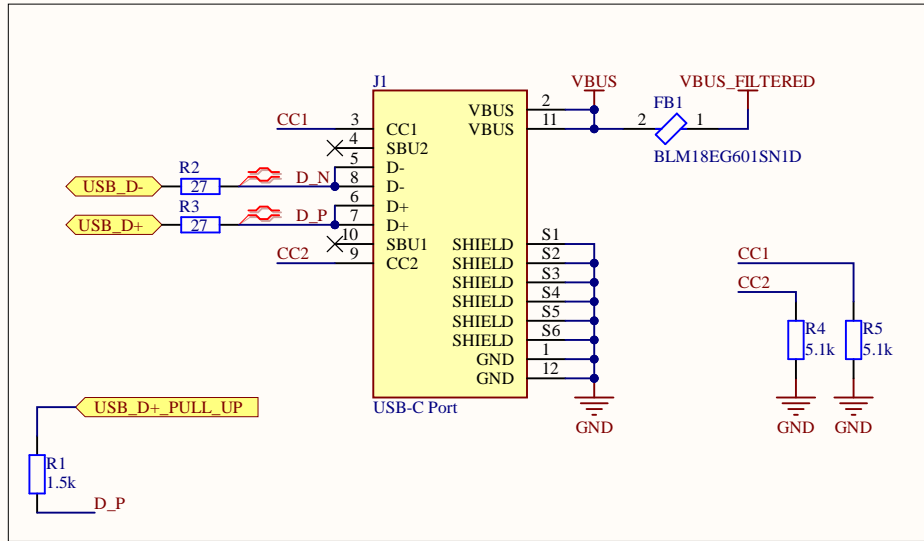 J1
VBUS
VBUS_FILTERED
2
VBUS
FB1
CC1
3
CC1
VBUS
11
2
1
4
SBU2
BLM18EG601SN1D
R2
5
D-
USB_D-
27
D_N
8
D-
R3
6
D+
USB_D+
27
D_P
7
D+
10
SBU1
SHIELD
S1
CC2
9
CC2
SHIELD
S2
CC1
SHIELD
S3
CC2
SHIELD
S4
SHIELD
S5
R4
R5
SHIELD
S6
5.1k
5.1k
GND
1
GND
12
USB_D+_PULL_UP
USB-C Port
GND
GND
GND
R1
1.5k
D_P